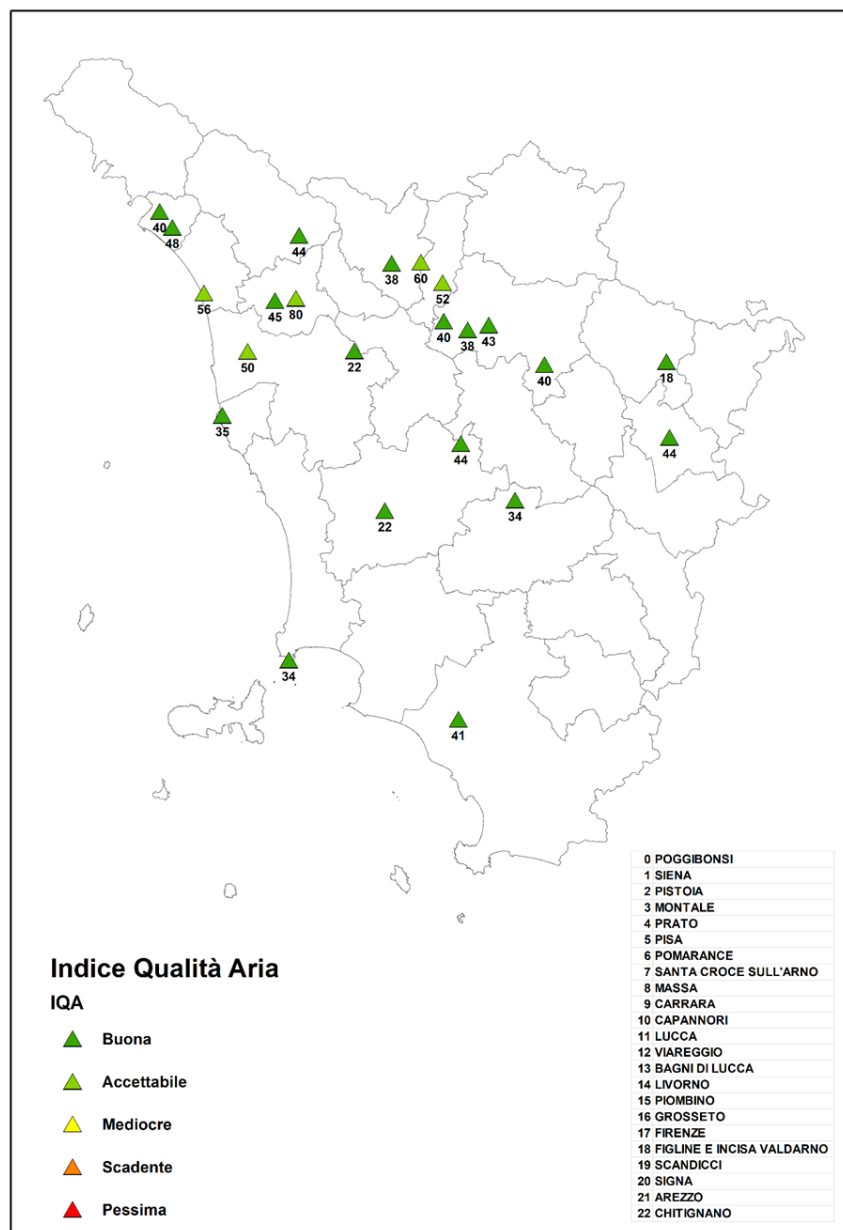 40
48
44
38
60
52
56
45
80
40
38
43
50
22
40
18
35
44
44
22
34
34
41
0 POGGIBONSI
1 SIENA
2 PISTOIA
3 MONTALE
4 PRATO
5 PISA
6 POMARANCE
7 SANTA CROCE SULL'ARNO
8 MASSA
9 CARRARA
10 CAPANNORI
11 LUCCA
12 VIAREGGIO
13 BAGNI DI LUCCA
14 LIVORNO
15 PIOMBINO
16 GROSSETO
17 FIRENZE
18 FIGLINE E INCISA VALDARNO
19 SCANDICCI
20 SIGNA
21 AREZZO
22 CHITIGNANO
Indice Qualità Aria
IQA
Buona
Accettabile
Mediocre
Scadente
Pessima